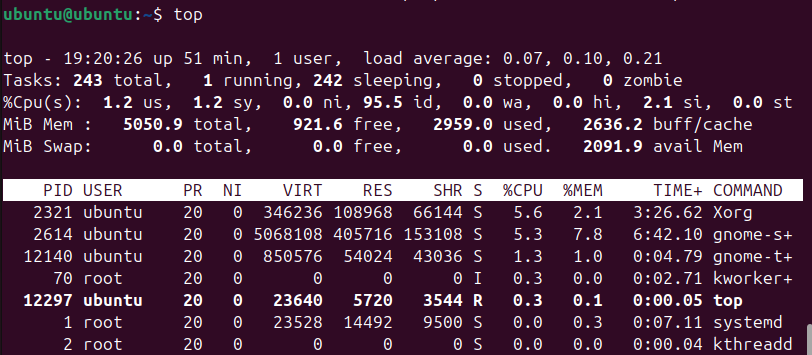 ubuntu@ubuntu:~$ top
top - 19:20:26 up 51 min,  1 user,  load average: 0.07, 0.10, 0.21
Tasks: 243 total,   1 running, 242 sleeping,   0 stopped,   0 zombie
%Cpu(s):  1.2 us,  1.2 sy,  0.0 ni, 95.5 id,  0.0 wa,  0.0 hi,  2.1 si,  0.0 st
MiB Mem :   5050.9 total,    921.6 free,   2959.0 used,   2636.2 buff/cache
MiB Swap:      0.0 total,      0.0 free,      0.0 used.   2091.9 avail Mem
PID USER      PR  NI    VIRT    RES    SHR S  %CPU  %MEM     TIME+ COMMAND
2321 ubuntu    20   0  346236 108968  66144 S   5.6   2.1   3:26.62 Xorg
2614 ubuntu    20   0 5068108 405716 153108 S   5.3   7.8   6:42.10 gnome-s+
12140 ubuntu    20   0  850576  54024  43036 S   1.3   1.0   0:04.79 gnome-t+
70 root      20   0       0      0      0 I   0.3   0.0   0:02.71 kworker+
12297 ubuntu    20   0   23640   5720   3544 R   0.3   0.1   0:00.05 top
1 root      20   0   23528  14492   9500 S   0.0   0.3   0:07.11 systemd
2 root      20   0       0      0      0 S   0.0   0.0   0:00.04 kthreadd